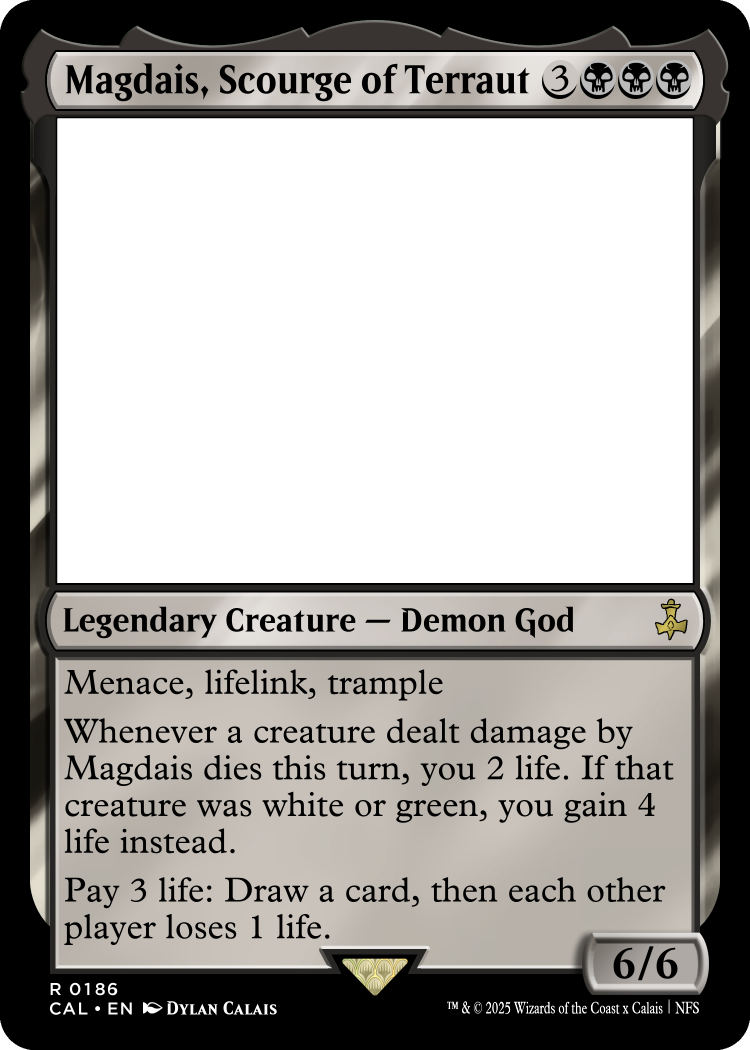 Magdais, Scourge of Terraut 3
Legendary Creature — Demon God
Menace, lifelink, trample
Whenever a creature dealt damage by
Magdais dies this turn, you 2 life. If that
creature was white or green, you gain 4
life instead.
Pay 3 life: Draw a card, then each other
player loses 1 life.
6/6
R 0186
CAL • EN DYLAN CALAIS
™ & © 2025 Wizards of the Coast x Calais | NFS